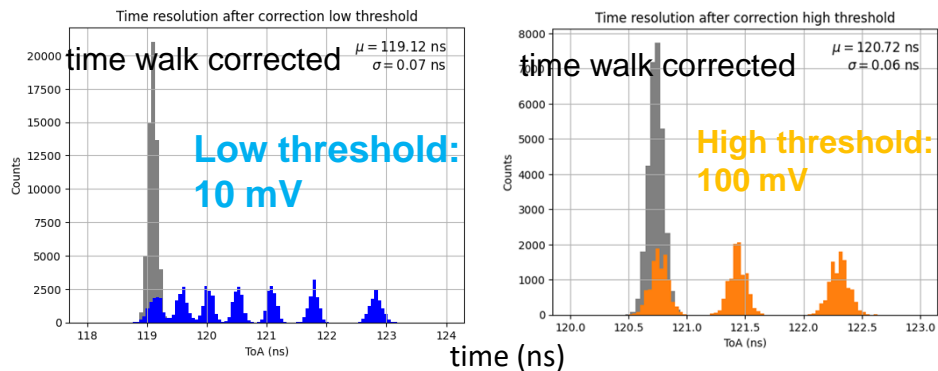 Time resolution after correction low threshold
time walk corrected
μ = 119.12 ns
σ = 0.07 ns
Low threshold:
10 mV
Counts
20000
17500
15000
12500
10000
7500
5000
2500
0
118 119 120 121 122 123 124
ToA (ns)
Time resolution after correction high threshold
time walk corrected
μ = 120.72 ns
σ = 0.06 ns
High threshold:
100 mV
Counts
8000
7000
6000
5000
4000
3000
2000
1000
0
120.0 120.5 121.0 121.5 122.0 122.5 123.0
ToA (ns)
time (ns)